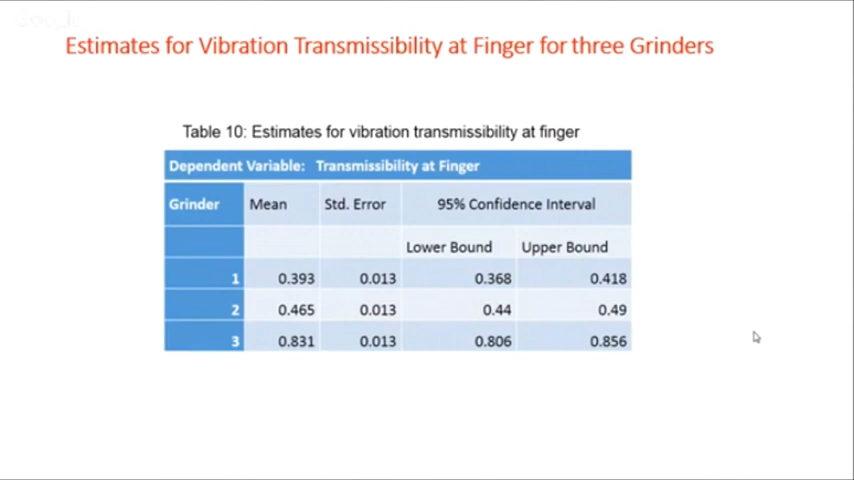 Estimates for Vibration Transmissibility at Finger for three Grinders
Table 10: Estimates for vibration transmissibility at finger
Dependent Variable: Transmissibility at Finger
Grinder Mean Std. Error 95% Confidence Interval
Lower Bound Upper Bound
1 0.393 0.013 0.368 0.418
2 0.465 0.013 0.44 0.49
3 0.831 0.013 0.806 0.856